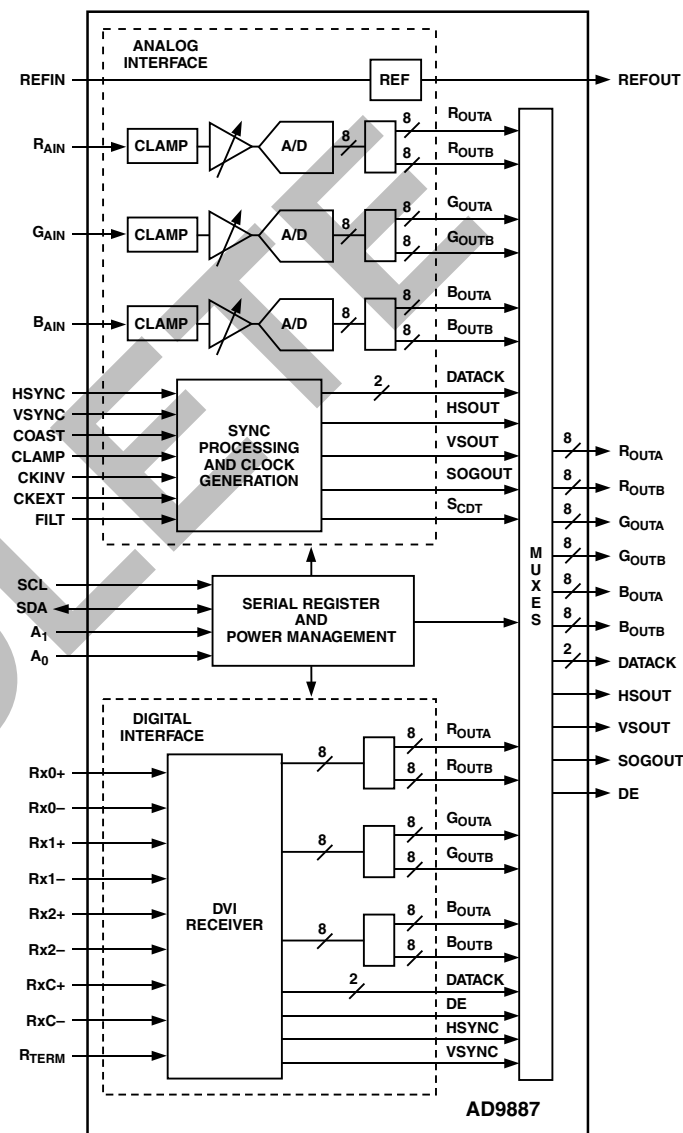 ANALOG
INTERFACE
REFIN
REF
REFOUT
RAIN
CLAMP
A/D
8
8
ROUTA
8
ROUTB
GAIN
CLAMP
A/D
8
8
GOUTA
8
GOUTB
BAIN
CLAMP
A/D
8
8
BOUTA
8
BOUTB
HSYNC
VSYNC
COAST
CLAMP
CKINV
CKEXT
FILT
SYNC
PROCESSING
AND CLOCK
GENERATION
2
DATACK
HSOUT
VSOUT
SOGOUT
SCDT
SCL
SDA
A1
A0
SERIAL REGISTER
AND
POWER MANAGEMENT
MUXES
8
ROUTA
8
ROUTB
8
GOUTA
8
GOUTB
8
BOUTA
8
BOUTB
2
DATACK
HSOUT
VSOUT
SOGOUT
DE
DIGITAL
INTERFACE
Rx0+
Rx0–
Rx1+
Rx1–
Rx2+
Rx2–
RxC+
RxC–
RTERM
DVI
RECEIVER
8
8
ROUTA
8
ROUTB
8
8
GOUTA
8
GOUTB
8
8
BOUTA
8
BOUTB
2
DATACK
DE
HSYNC
VSYNC
AD9887
OLETE